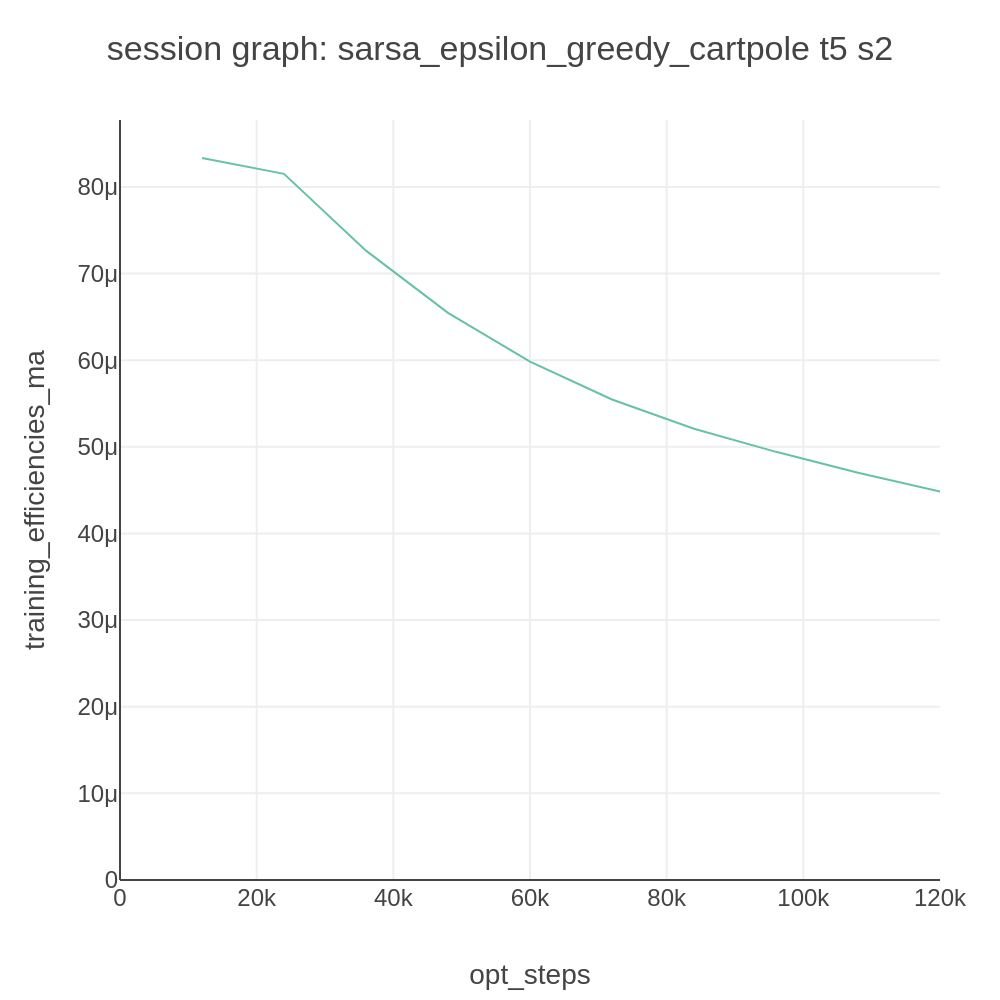 session graph: sarsa_epsilon_greedy_cartpole t5 s2
training_efficiencies_ma
80μ
70μ
60μ
50μ
40μ
30μ
20μ
10μ
0
0 20k 40k 60k 80k 100k 120k
opt_steps